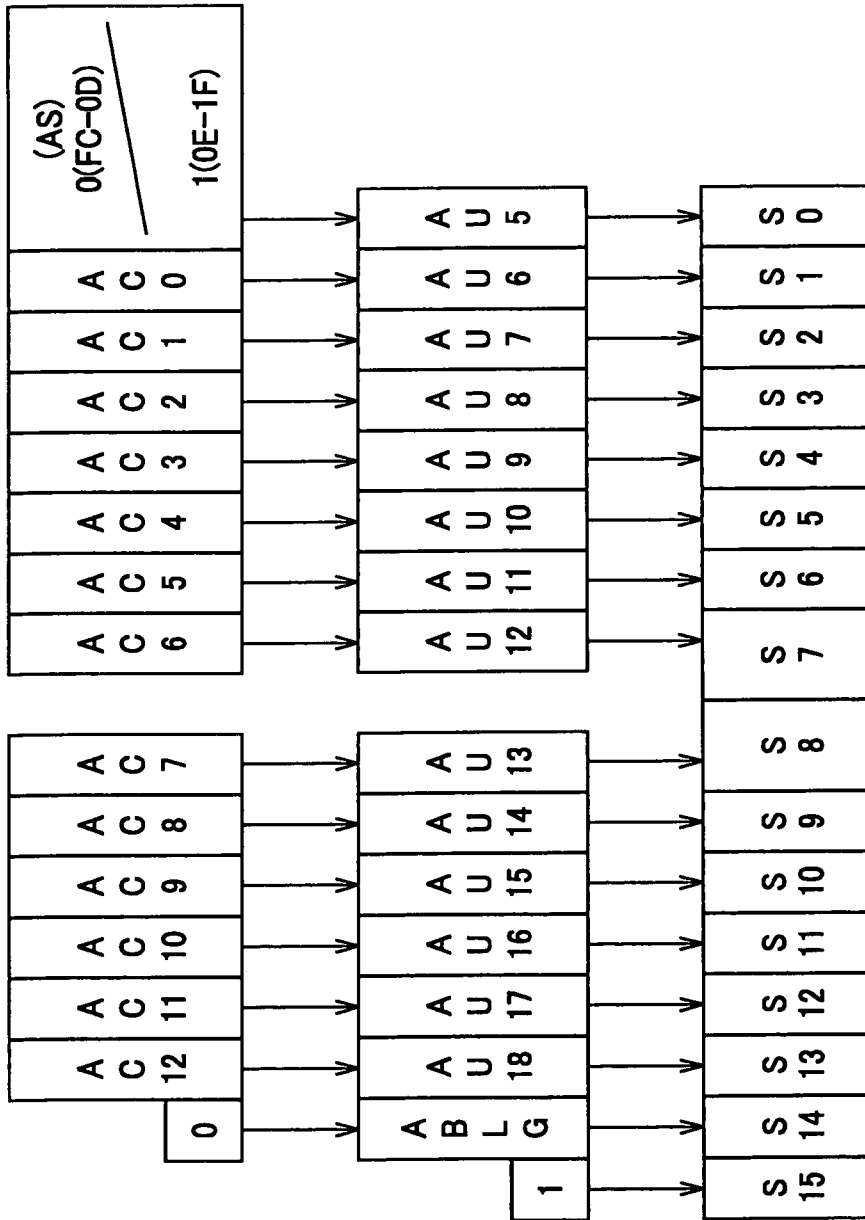 0
AC12
AC11
AC10
AC9
AC8
AC7
AC6
AC5
AC4
AC3
AC2
AC1
AC0
(AS)
0(FC-0D)
1(0E-1F)
1
ABLG
AU18
AU17
AU16
AU15
AU14
AU13
AU12
AU11
AU10
AU9
AU8
AU7
AU6
AU5
S15
S14
S13
S12
S11
S10
S9
S8
S7
S6
S5
S4
S3
S2
S1
S0